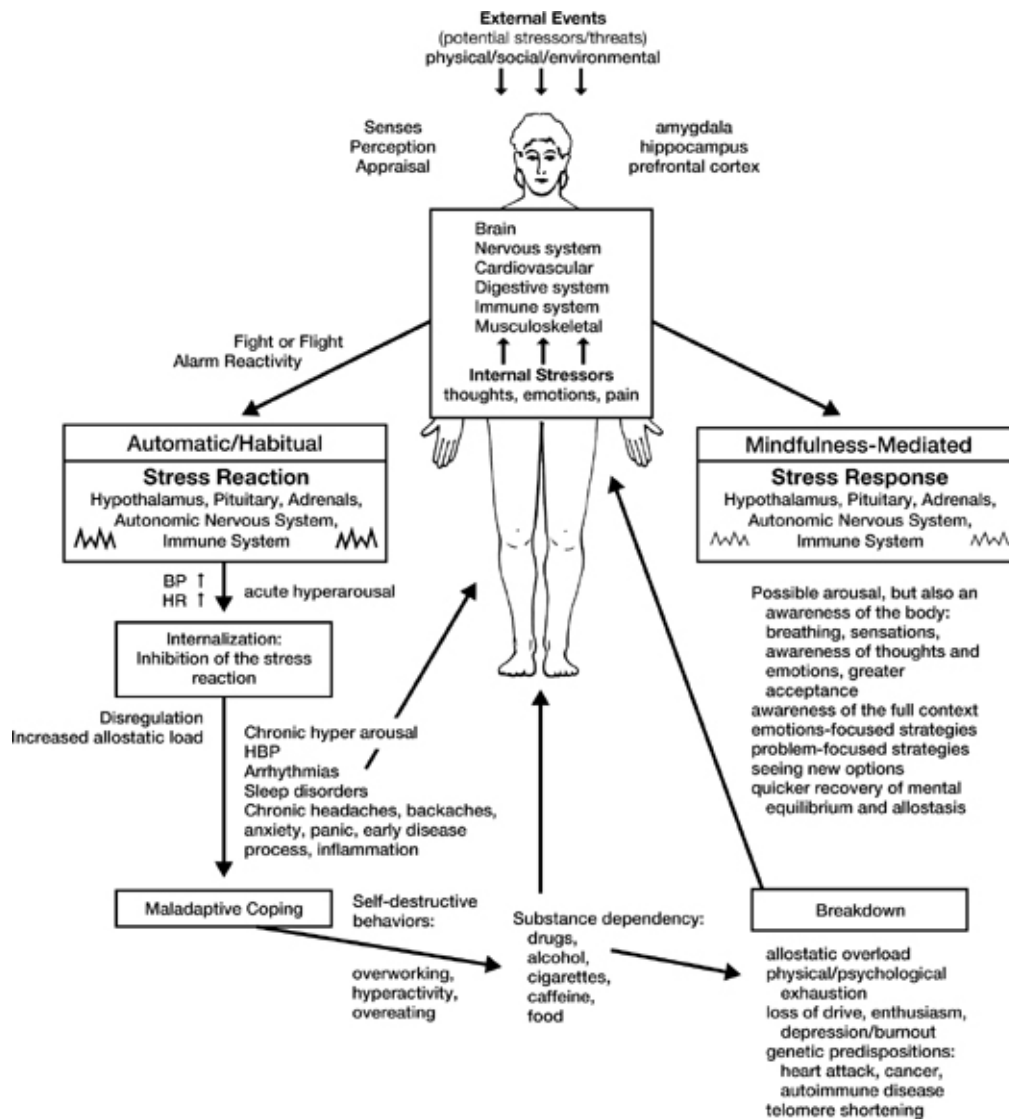 External Events
(potential stressors/threats)
physical/social/environmental
Senses
Perception
Appraisal
amygdala
hippocampus
prefrontal cortex
Brain
Nervous system
Cardiovascular
Digestive system
Immune system
Musculoskeletal
Internal Stressors
thoughts, emotions, pain
Fight or Flight
Alarm Reactivity
Automatic/Habitual
Stress Reaction
Hypothalamus, Pituitary, Adrenals,
Autonomic Nervous System,
Immune System
Mindfulness-Mediated
Stress Response
Hypothalamus, Pituitary, Adrenals,
Autonomic Nervous System,
Immune System
BP ↑
HR ↑
acute hyperarousal
Internalization:
Inhibition of the stress
reaction
Disregulation
Increased allostatic load
Chronic hyper arousal
HBP
Arrhythmias
Sleep disorders
Chronic headaches, backaches,
anxiety, panic, early disease
process, inflammation
Possible arousal, but also an
awareness of the body:
breathing, sensations,
awareness of thoughts and
emotions, greater
acceptance
awareness of the full context
emotions-focused strategies
problem-focused strategies
seeing new options
quicker recovery of mental
equilibrium and allostasis
Maladaptive Coping
Self-destructive
behaviors:
overworking,
hyperactivity,
overeating
Substance dependency:
drugs,
alcohol,
cigarettes,
caffeine,
food
Breakdown
allostatic overload
physical/psychological
exhaustion
loss of drive, enthusiasm,
depression/burnout
genetic predispositions:
heart attack, cancer,
autoimmune disease
telomere shortening